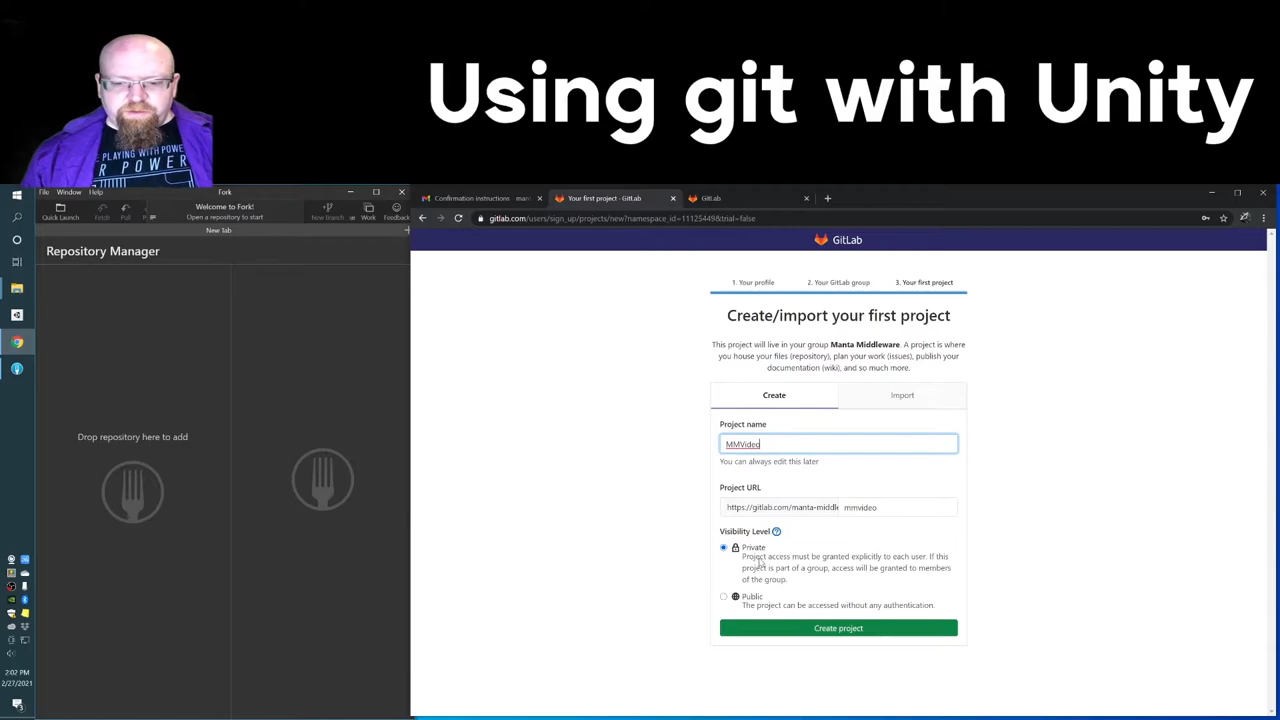 Using git with Unity
THE PLAYING WITH POWER
ER POWER
File Window Help
Fork
Quick Launch
Fetch
Pull
Welcome to Fork!
Open a repository to start
New Branch
Work
Feedback
New Tab
Repository Manager
Drop repository here to add
Confirmation instructions
Your first project · GitLab
GitLab
gitlab.com/users/sign_up/projects/new?namespace_id=11125449&trial=false
GitLab
1. Your profile
2. Your GitLab group
3. Your first project
Create/import your first project
This project will live in your group Manta Middleware. A project is where
you house your files (repository), plan your work (issues), publish your
documentation (wiki), and so much more.
Create
Import
Project name
MMVideo
You can always edit this later
Project URL
https://gitlab.com/manta-middle
mmvideo
Visibility Level
Private
Project access must be granted explicitly to each user. If this
project is part of a group, access will be granted to members
of the group.
Public
The project can be accessed without any authentication.
Create project
2:02 PM
2/27/2021